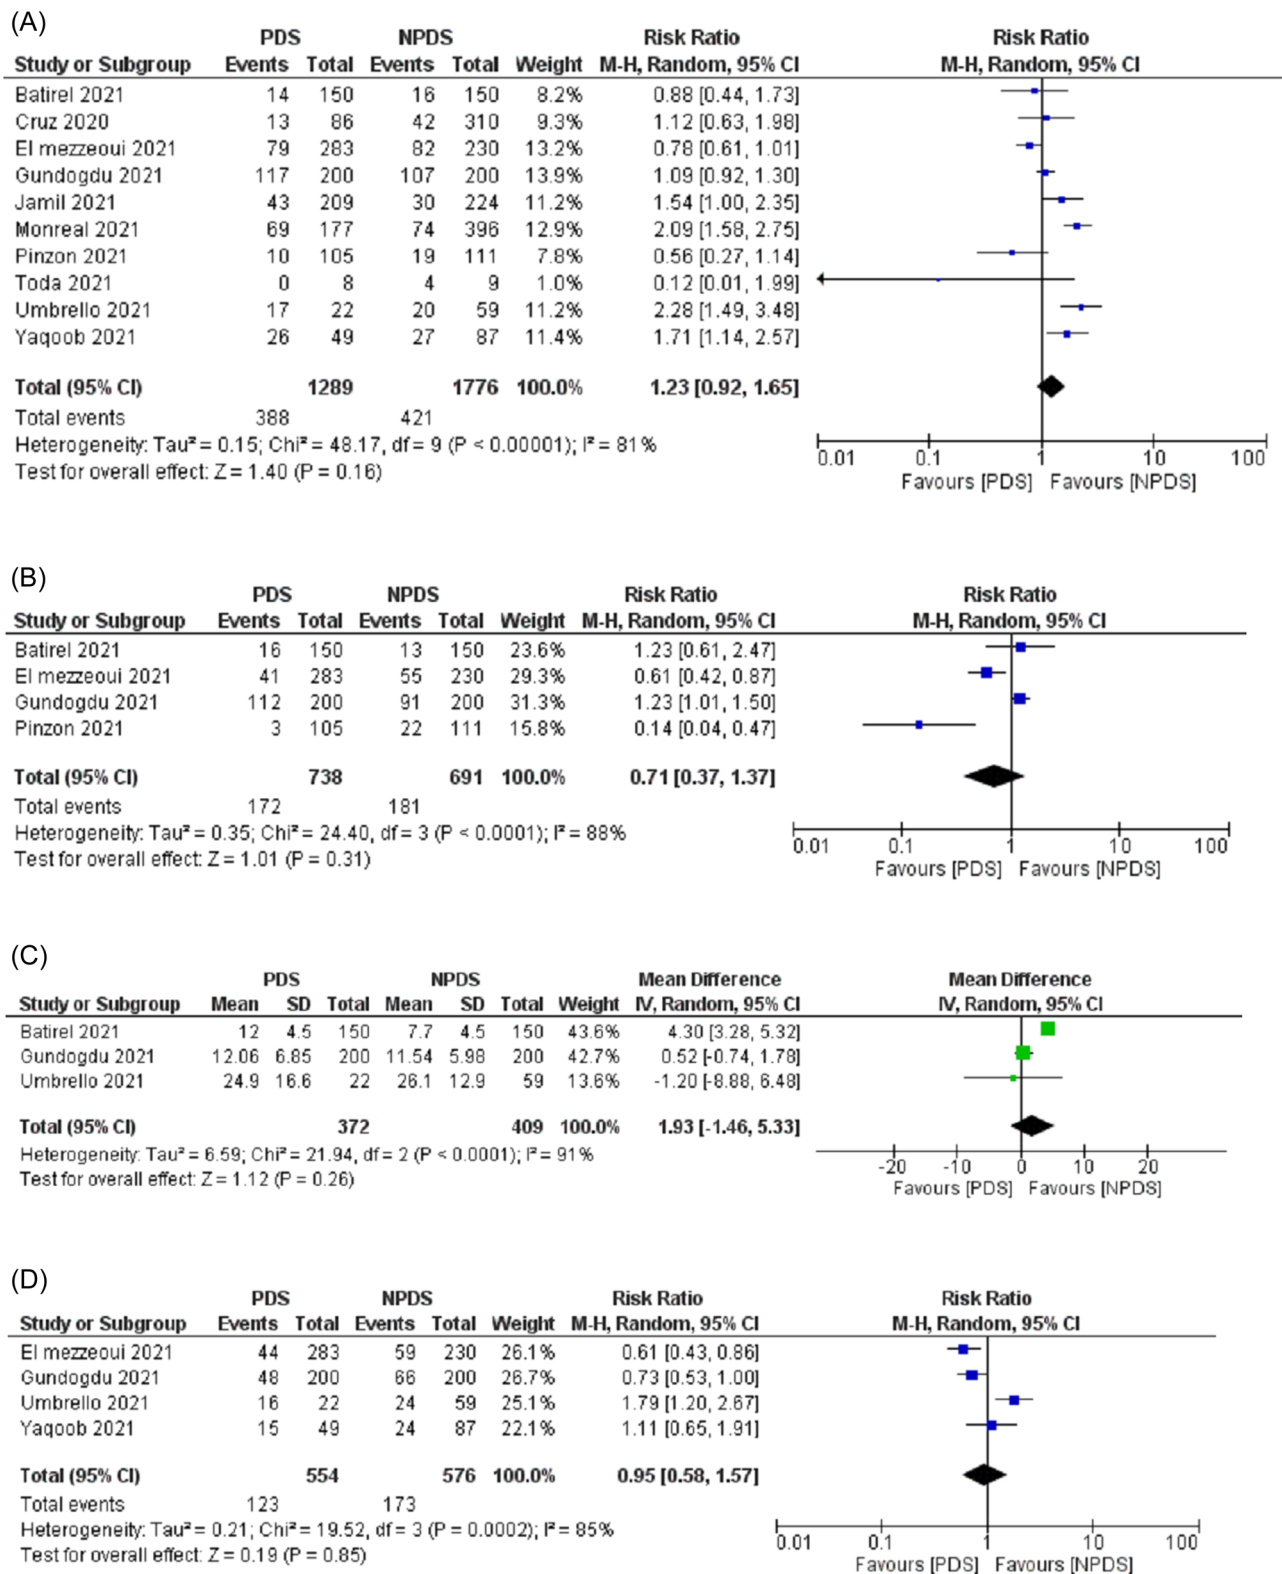 (A)
PDS NPDS Risk Ratio Risk Ratio
Study or Subgroup Events Total Events Total Weight M-H, Random, 95% CI M-H, Random, 95% CI
Batirel 2021 14 150 16 150 8.2% 0.88 [0.44, 1.73]
Cruz 2020 13 86 42 310 9.3% 1.12 [0.63, 1.98]
El mezzeoui 2021 79 283 82 230 13.2% 0.78 [0.61, 1.01]
Gundogdu 2021 117 200 107 200 13.9% 1.09 [0.92, 1.30]
Jamil 2021 43 209 30 224 11.2% 1.54 [1.00, 2.35]
Monreal 2021 69 177 74 396 12.9% 2.09 [1.58, 2.75]
Pinzon 2021 10 105 19 111 7.8% 0.56 [0.27, 1.14]
Toda 2021 0 8 4 9 1.0% 0.12 [0.01, 1.99]
Umbrello 2021 17 22 20 59 11.2% 2.28 [1.49, 3.48]
Yaqoob 2021 26 49 27 87 11.4% 1.71 [1.14, 2.57]
Total (95% CI) 1289 1776 100.0% 1.23 [0.92, 1.65]
Total events 388 421
Heterogeneity: Tau² = 0.15; Chi² = 48.17, df = 9 (P < 0.00001); I² = 81%
Test for overall effect: Z = 1.40 (P = 0.16)
0.01 0.1 1 10 100
Favours [PDS] Favours [NPDS]
(B)
PDS NPDS Risk Ratio Risk Ratio
Study or Subgroup Events Total Events Total Weight M-H, Random, 95% CI M-H, Random, 95% CI
Batirel 2021 16 150 13 150 23.6% 1.23 [0.61, 2.47]
El mezzeoui 2021 41 283 55 230 29.3% 0.61 [0.42, 0.87]
Gundogdu 2021 112 200 91 200 31.3% 1.23 [1.01, 1.50]
Pinzon 2021 3 105 22 111 15.8% 0.14 [0.04, 0.47]
Total (95% CI) 738 691 100.0% 0.71 [0.37, 1.37]
Total events 172 181
Heterogeneity: Tau² = 0.35; Chi² = 24.40, df = 3 (P < 0.0001); I² = 88%
Test for overall effect: Z = 1.01 (P = 0.31)
0.01 0.1 1 10 100
Favours [PDS] Favours [NPDS]
(C)
PDS NPDS Mean Difference Mean Difference
Study or Subgroup Mean SD Total Mean SD Total Weight IV, Random, 95% CI IV, Random, 95% CI
Batirel 2021 12 4.5 150 7.7 4.5 150 43.6% 4.30 [3.28, 5.32]
Gundogdu 2021 12.06 6.85 200 11.54 5.98 200 42.7% 0.52 [-0.74, 1.78]
Umbrello 2021 24.9 16.6 22 26.1 12.9 59 13.6% -1.20 [-8.88, 6.48]
Total (95% CI) 372 409 100.0% 1.93 [-1.46, 5.33]
Heterogeneity: Tau² = 6.59; Chi² = 21.94, df = 2 (P < 0.0001); I² = 91%
Test for overall effect: Z = 1.12 (P = 0.26)
-20 -10 0 10 20
Favours [PDS] Favours [NPDS]
(D)
PDS NPDS Risk Ratio Risk Ratio
Study or Subgroup Events Total Events Total Weight M-H, Random, 95% CI M-H, Random, 95% CI
El mezzeoui 2021 44 283 59 230 26.1% 0.61 [0.43, 0.86]
Gundogdu 2021 48 200 66 200 26.7% 0.73 [0.53, 1.00]
Umbrello 2021 16 22 24 59 25.1% 1.79 [1.20, 2.67]
Yaqoob 2021 15 49 24 87 22.1% 1.11 [0.65, 1.91]
Total (95% CI) 554 576 100.0% 0.95 [0.58, 1.57]
Total events 123 173
Heterogeneity: Tau² = 0.21; Chi² = 19.52, df = 3 (P = 0.0002); I² = 85%
Test for overall effect: Z = 0.19 (P = 0.85)
0.01 0.1 1 10 100
Favours [PDS] Favours [NPDS]